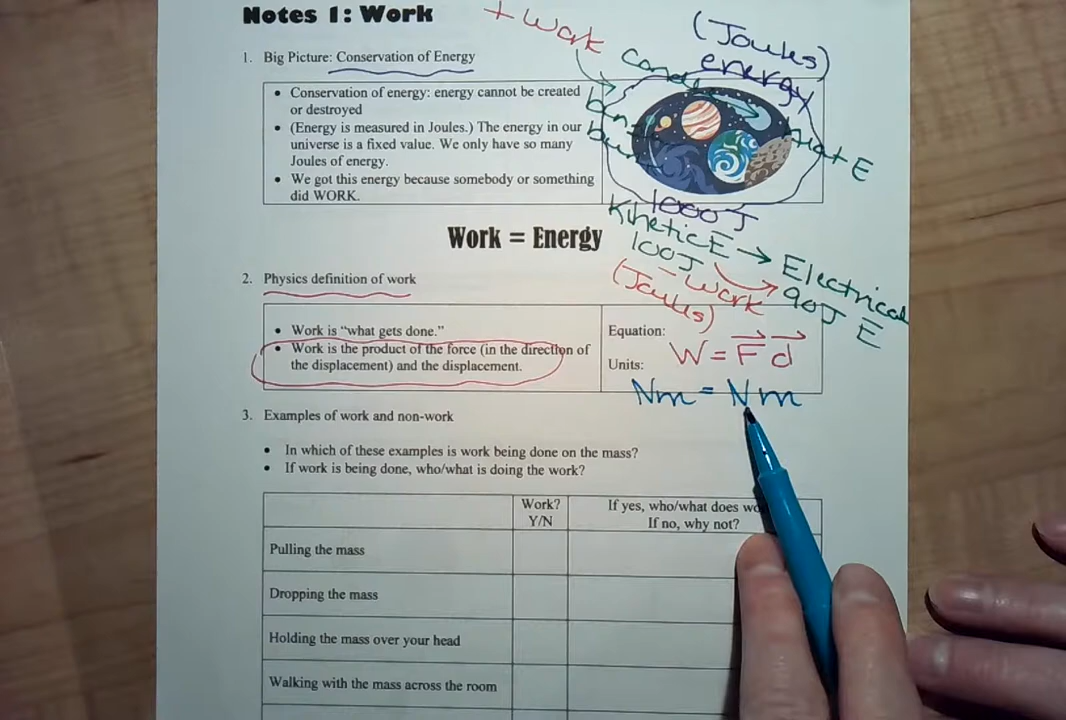 Notes 1: Work
+ Work
(Joules)
energy
1. Big Picture: Conservation of Energy
• Conservation of energy: energy cannot be created
or destroyed
• (Energy is measured in Joules.) The energy in our
universe is a fixed value. We only have so many
Joules of energy.
• We got this energy because somebody or something
did WORK.
heat E
1000J
Kinetic E → Electrical
100J → 90J E
- Work
(Joules)
Work = Energy
2. Physics definition of work
• Work is “what gets done.”
• Work is the product of the force (in the direction of
the displacement) and the displacement.
Equation:
W = F d
Units:
Nm = Nm
3. Examples of work and non-work
• In which of these examples is work being done on the mass?
• If work is being done, who/what is doing the work?
Work?
Y/N
If yes, who/what does
If no, why not?
Pulling the mass
Dropping the mass
Holding the mass over your head
Walking with the mass across the room